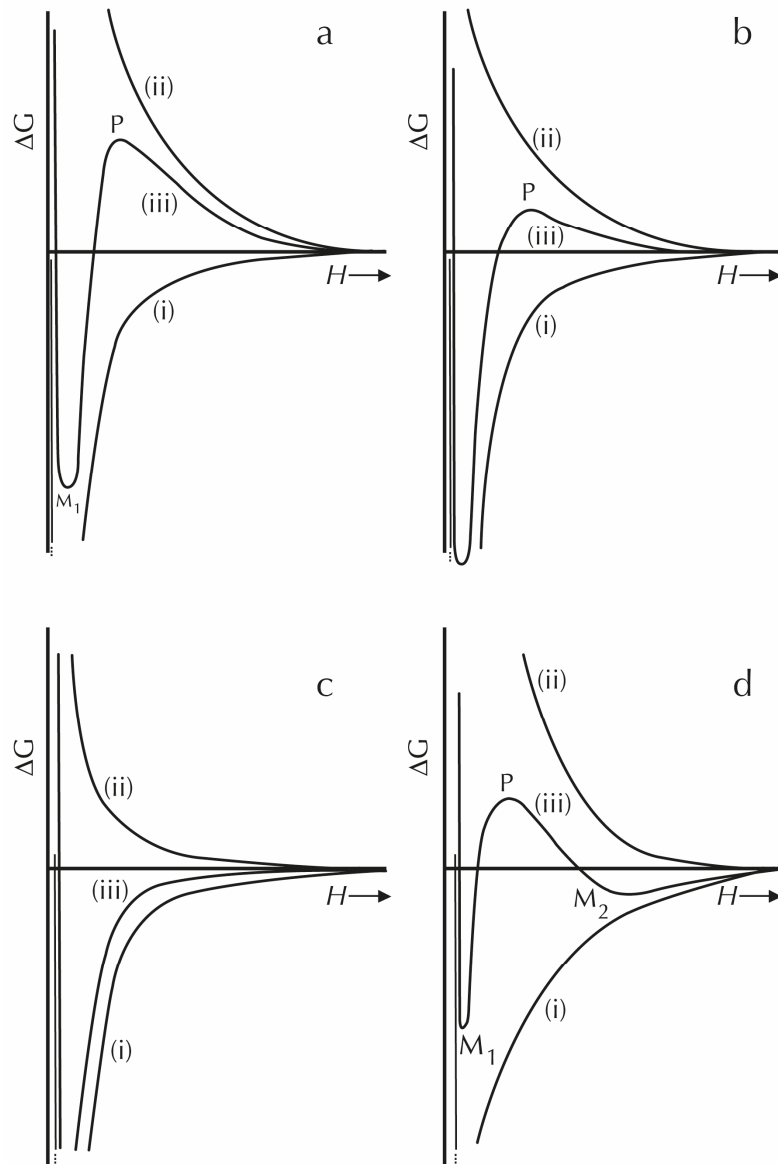 a
(ii)
P
ΔG
(iii)
H
(i)
M1
b
(ii)
ΔG
P
(iii)
H
(i)
c
ΔG
(ii)
(iii)
H
(i)
d
(ii)
ΔG
P
(iii)
H
M2
(i)
M1